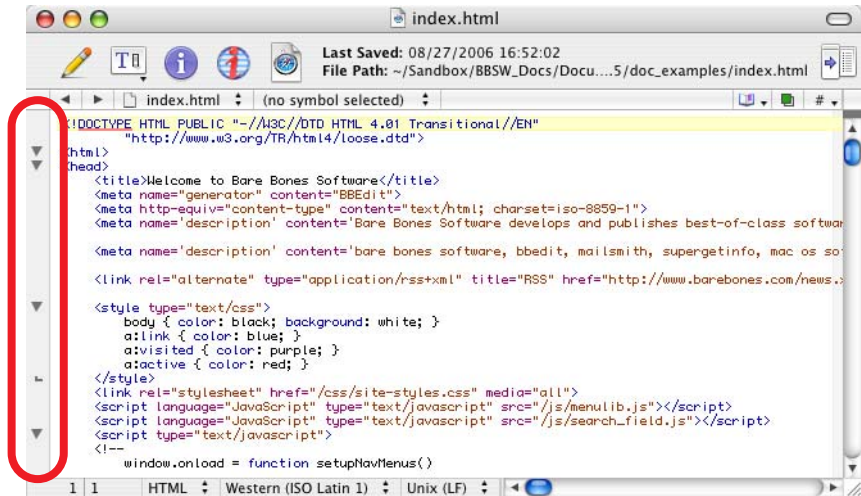 index.html
Last Saved: 08/27/2006 16:52:02
File Path: ~/Sandbox/BBSW_Docs/Docu....5/doc_examples/index.html
index.html (no symbol selected) #
<!DOCTYPE HTML PUBLIC "-//W3C//DTD HTML 4.01 Transitional//EN"
"http://www.w3.org/TR/html4/loose.dtd">
<html>
<head>
<title>Welcome to Bare Bones Software</title>
<meta name="generator" content="BBEdit">
<meta http-equiv="content-type" content="text/html; charset=iso-8859-1">
<meta name='description' content='Bare Bones Software develops and publishes best-of-class softwar
<meta name='description' content='bare bones software, bbedit, mailsmith, supergetinfo, mac os so
<link rel="alternate" type="application/rss+xml" title="RSS" href="http://www.barebones.com/news.x
<style type="text/css">
body { color: black; background: white; }
a:link { color: blue; }
a:visited { color: purple; }
a:active { color: red; }
</style>
<link rel="stylesheet" href="/css/site-styles.css" media="all">
<script language="JavaScript" type="text/javascript" src="/js/menulib.js"></script>
<script language="JavaScript" type="text/javascript" src="/js/search_field.js"></script>
<script type="text/javascript">
<!--
window.onload = function setupNavMenus()
1 1 HTML Western (ISO Latin 1) Unix (LF)